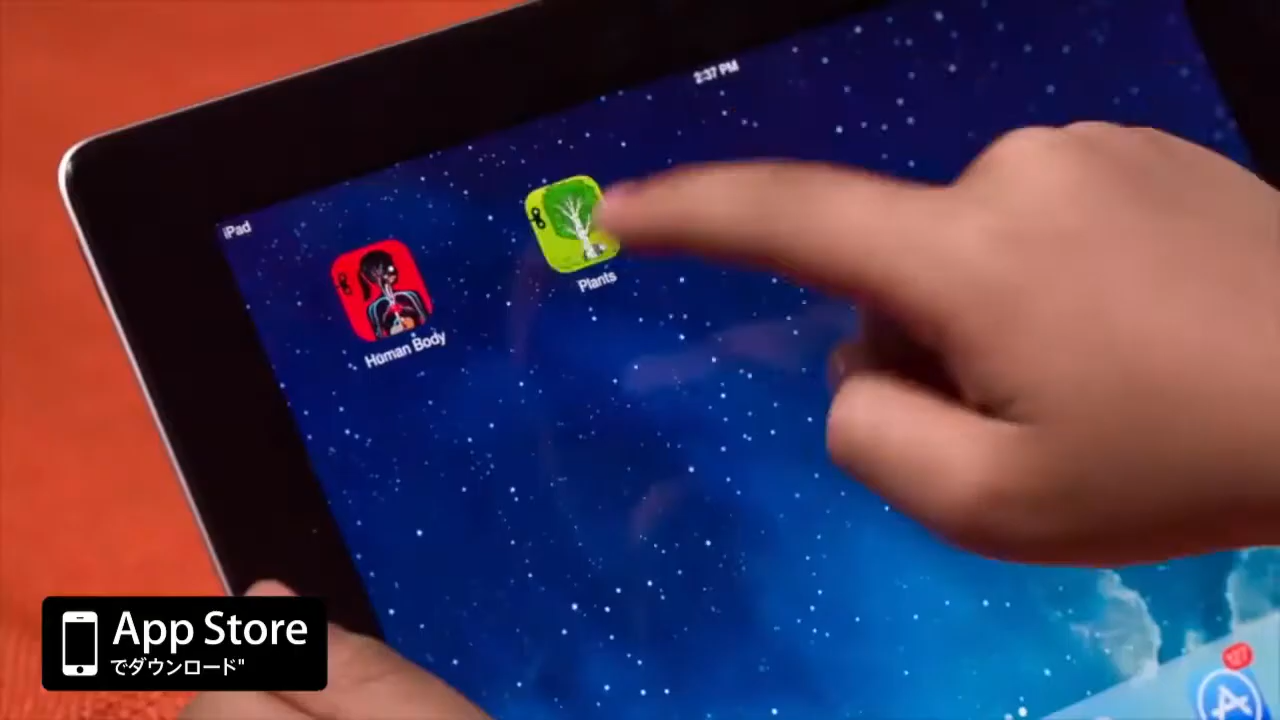 2:37 PM
iPad
Plants
Human Body
App Store
でダウンロード"